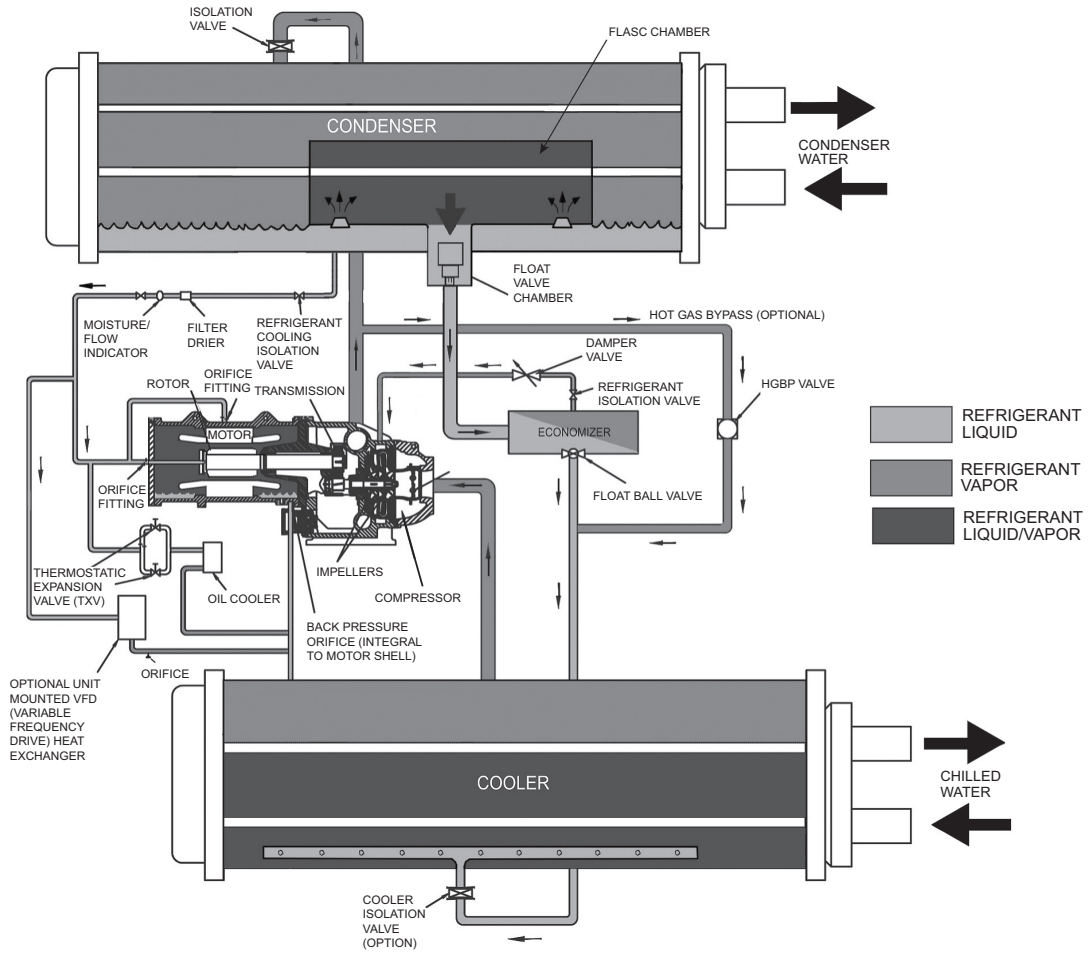 ISOLATION
VALVE
FLASC CHAMBER
CONDENSER
CONDENSER
WATER
FLOAT
VALVE
CHAMBER
MOISTURE/
FLOW
INDICATOR
FILTER
DRIER
REFRIGERANT
COOLING
ISOLATION
VALVE
HOT GAS BYPASS (OPTIONAL)
DAMPER
VALVE
ORIFICE
FITTING
ROTOR
TRANSMISSION
REFRIGERANT
ISOLATION VALVE
HGBP VALVE
MOTOR
ECONOMIZER
REFRIGERANT
LIQUID
REFRIGERANT
VAPOR
REFRIGERANT
LIQUID/VAPOR
ORIFICE
FITTING
FLOAT BALL VALVE
THERMOSTATIC
EXPANSION
VALVE (TXV)
OIL COOLER
IMPELLERS
COMPRESSOR
BACK PRESSURE
ORIFICE (INTEGRAL
TO MOTOR SHELL)
ORIFICE
OPTIONAL UNIT
MOUNTED VFD
(VARIABLE
FREQUENCY
DRIVE) HEAT
EXCHANGER
COOLER
CHILLED
WATER
COOLER
ISOLATION
VALVE
(OPTION)